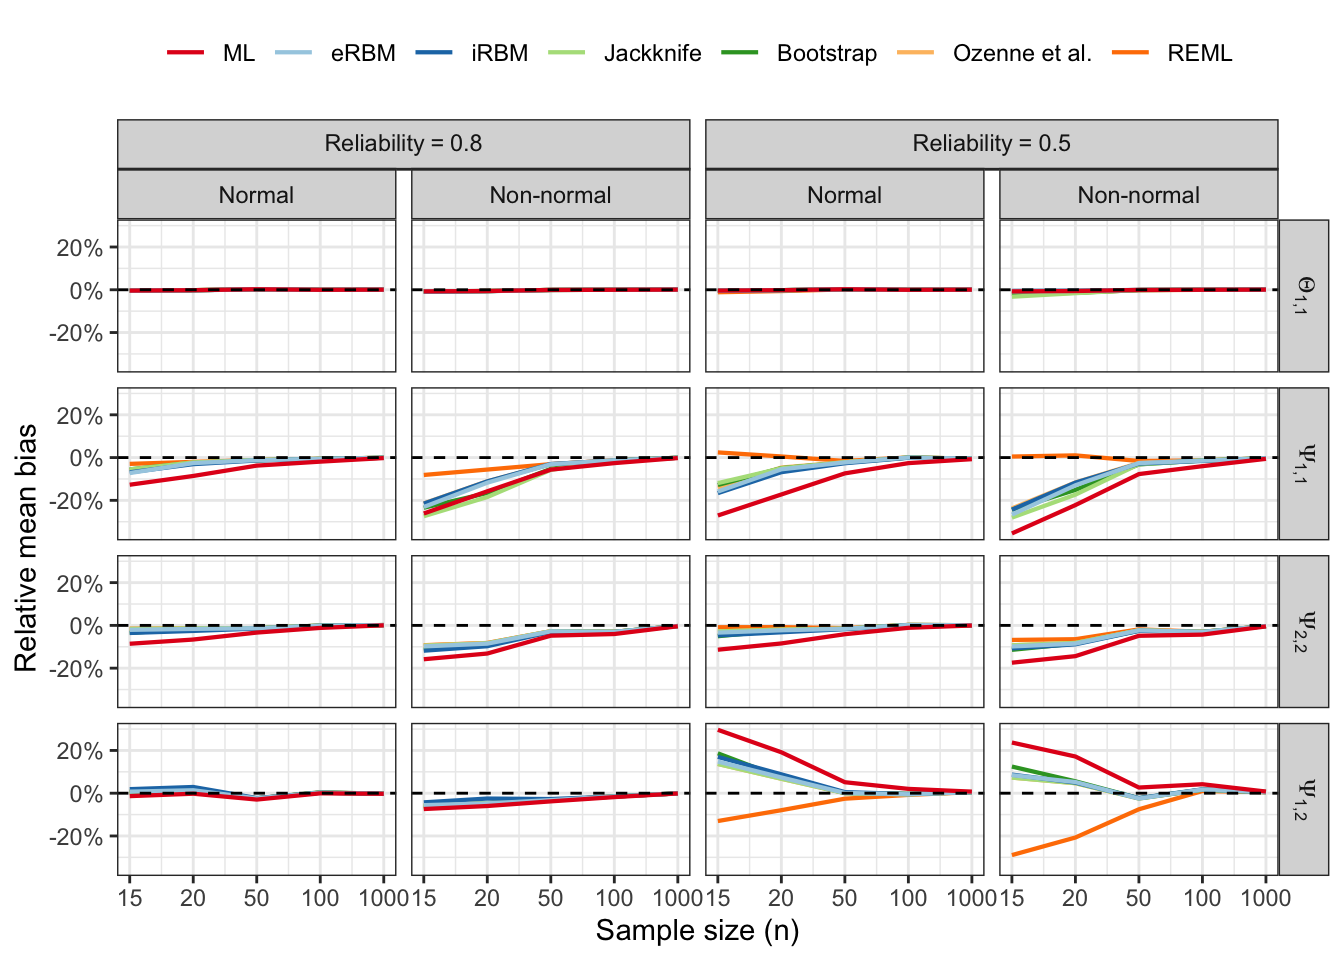 ML eRBM iRBM Jackknife Bootstrap Ozenne et al. REML
Reliability = 0.8 Reliability = 0.5
Normal Non-normal Normal Non-normal
20%
0%
-20%
Θ1,1
20%
0%
-20%
Ψ1,1
20%
0%
-20%
Ψ2,2
20%
0%
-20%
Ψ1,2
15 20 50 100 1000 15 20 50 100 1000 15 20 50 100 1000 15 20 50 100 1000
Sample size (n)
Relative mean bias